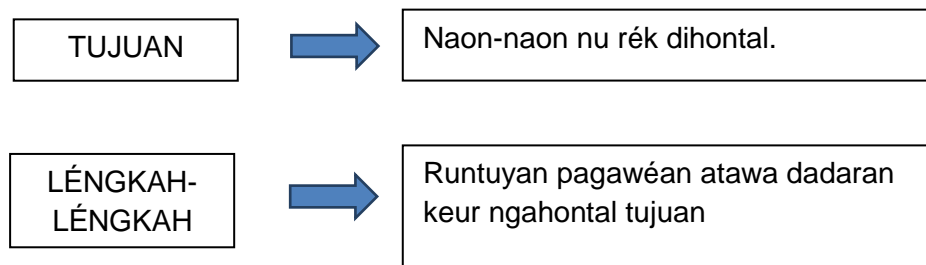 TUJUAN
Naon-naon nu rék dihontal.
LÉNGKAH-
LÉNGKAH
Runtuyan pagawéan atawa dadaran
keur ngahontal tujuan